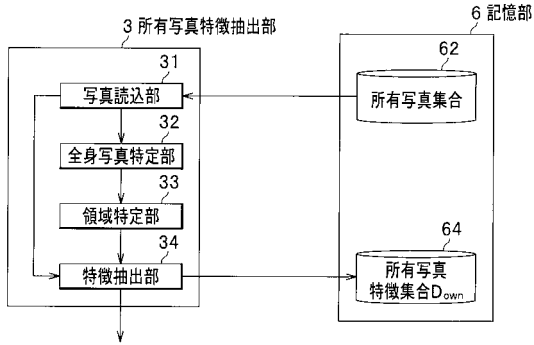 3 所有写真特徴抽出部
31
写真読込部
32
全身写真特定部
33
領域特定部
34
特徴抽出部
6 記憶部
62
所有写真集合
64
所有写真
特徴集合Down